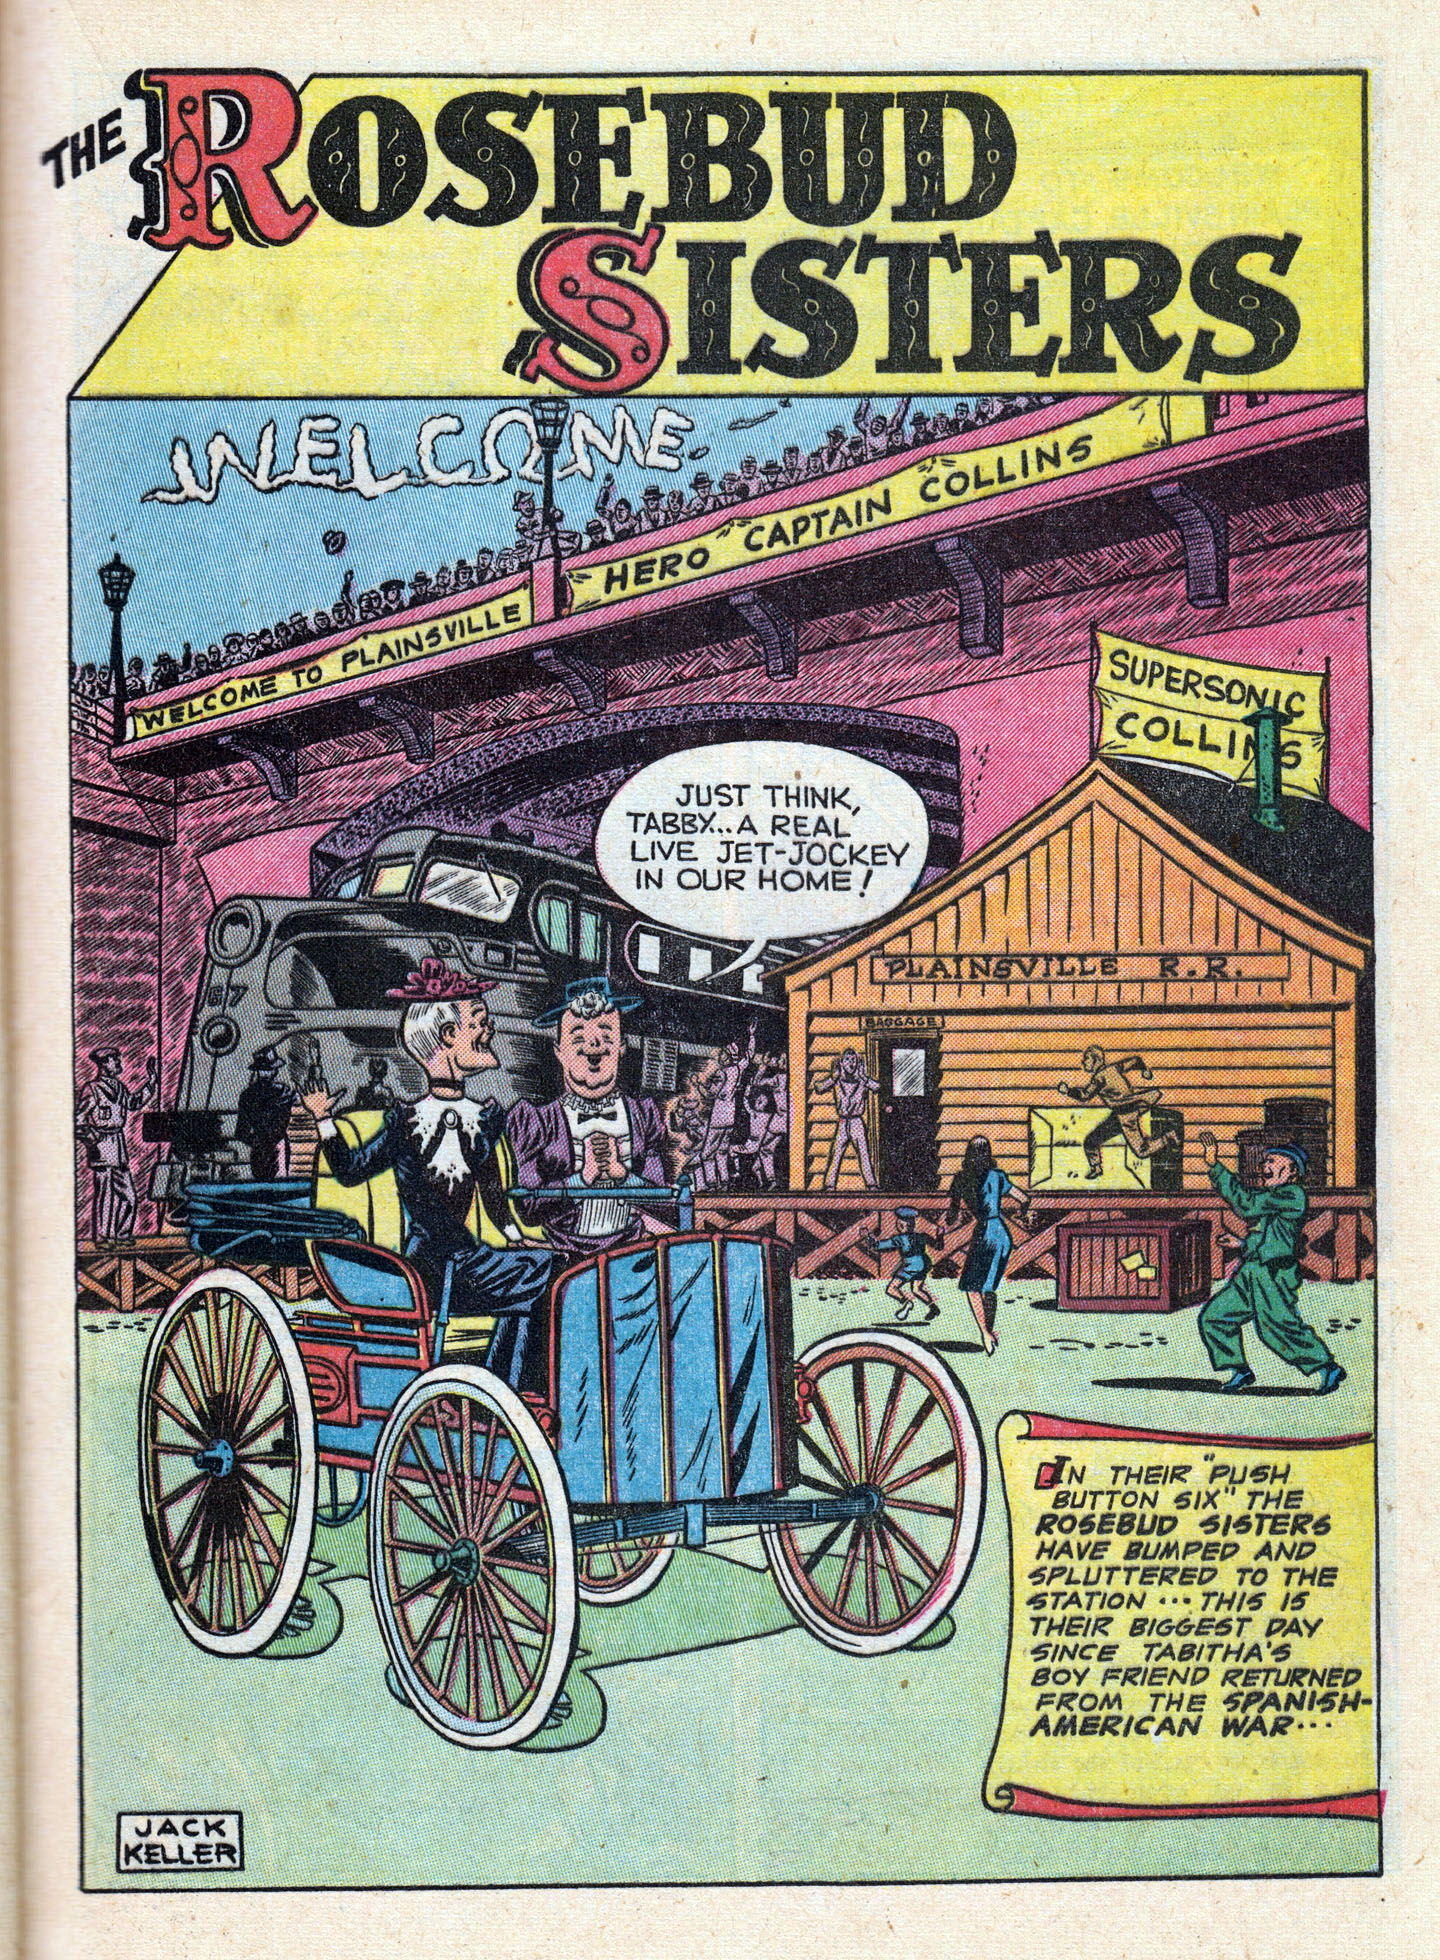 THE ROSEBUD
SISTERS
WELCOME
WELCOME TO PLAINSVILLE
HERO "CAPTAIN COLLINS
SUPERSONIC
COLLINS
JUST THINK,
TABBY... A REAL
LIVE JET-JOCKEY
IN OUR HOME!
67
PLAINSVILLE R.R.
BAGGAGE
IN THEIR "PUSH
BUTTON SIX" THE
ROSEBUD SISTERS
HAVE BUMPED AND
SPLUTTERED TO THE
STATION ... THIS IS
THEIR BIGGEST DAY
SINCE TABITHA'S
BOY FRIEND RETURNED
FROM THE SPANISH-
AMERICAN WAR...
JACK
KELLER